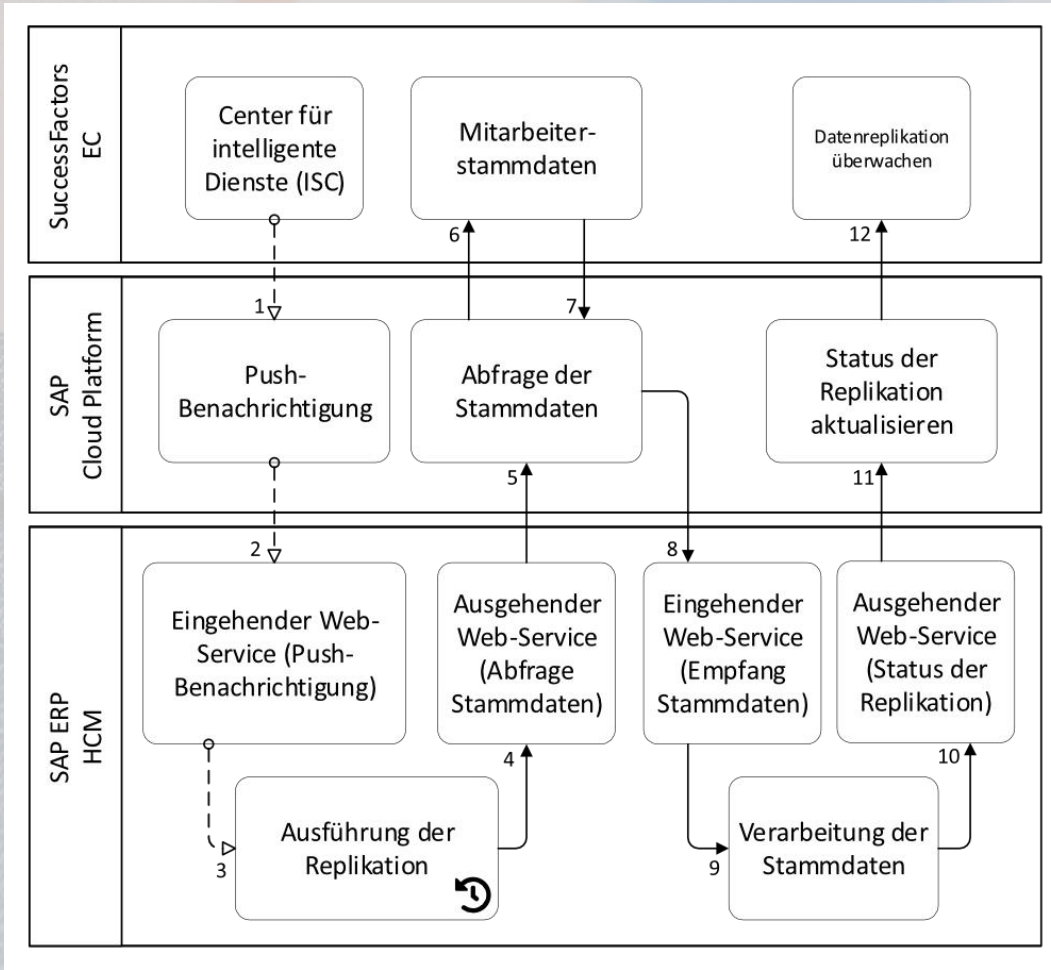 SuccessFactors
EC
Center für
intelligente
Dienste (ISC)
Mitarbeiter-
stammdaten
Datenreplikation
überwachen
6
12
SAP
Cloud Platform
1
7
Push-
Benachrichtigung
Abfrage der
Stammdaten
Status der
Replikation
aktualisieren
5
11
SAP ERP
HCM
2
8
Eingehender Web-
Service (Push-
Benachrichtigung)
Ausgehender
Web-Service
(Abfrage
Stammdaten)
Eingehender
Web-Service
(Empfang
Stammdaten)
Ausgehender
Web-Service
(Status der
Replikation)
4
10
3
Ausführung der
Replikation
9
Verarbeitung der
Stammdaten